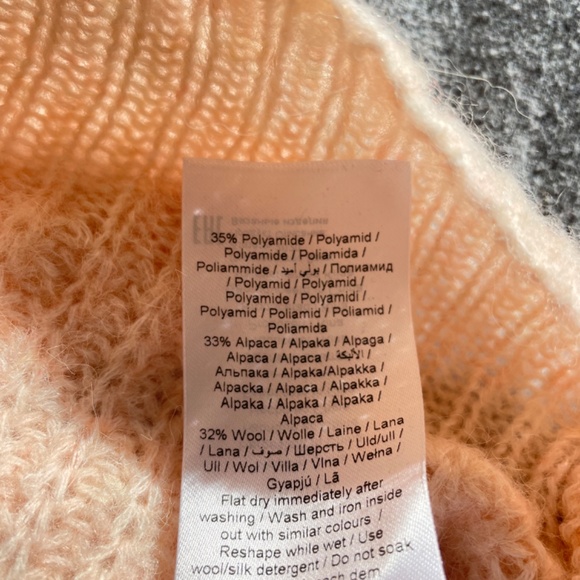 35% Polyamide / Polyamid /
Polyamide / Poliamida /
Poliammide / بولي أميد / Полиамид
/ Polyamid / Polyamid /
Polyamide / Polyamidi /
Polyamid / Poliamid / Poliamid /
Poliamida
33% Alpaca / Alpaka / Alpaga /
Alpaca / Alpaca / الألبكة /
Альпака / Alpaka/Alpakka /
Alpacka / Alpaca / Alpakka /
Alpaka / Alpaka / Alpaka /
Alpaca
32% Wool / Wolle / Laine / Lana
/ Lana / صوف / Шерсть / Uld/ull /
Ull / Wol / Villa / Vlna / Wełna /
Gyapjú / Lã
Flat dry immediately after
washing / Wash and iron inside
out with similar colours /
Reshape while wet / Use
wool/silk detergent / Do not soak
dem